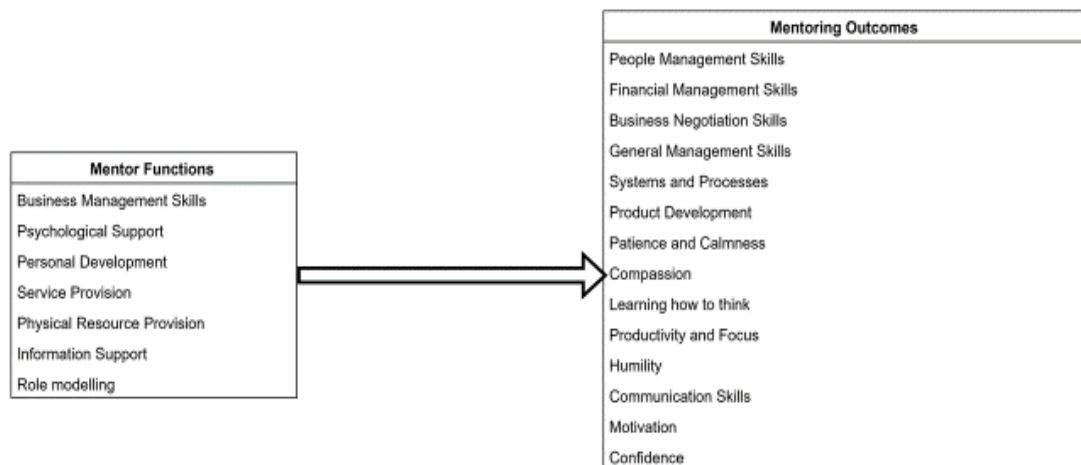 Mentor Functions
Business Management Skills
Psychological Support
Personal Development
Service Provision
Physical Resource Provision
Information Support
Role modelling
Mentoring Outcomes
People Management Skills
Financial Management Skills
Business Negotiation Skills
General Management Skills
Systems and Processes
Product Development
Patience and Calmness
Compassion
Learning how to think
Productivity and Focus
Humility
Communication Skills
Motivation
Confidence